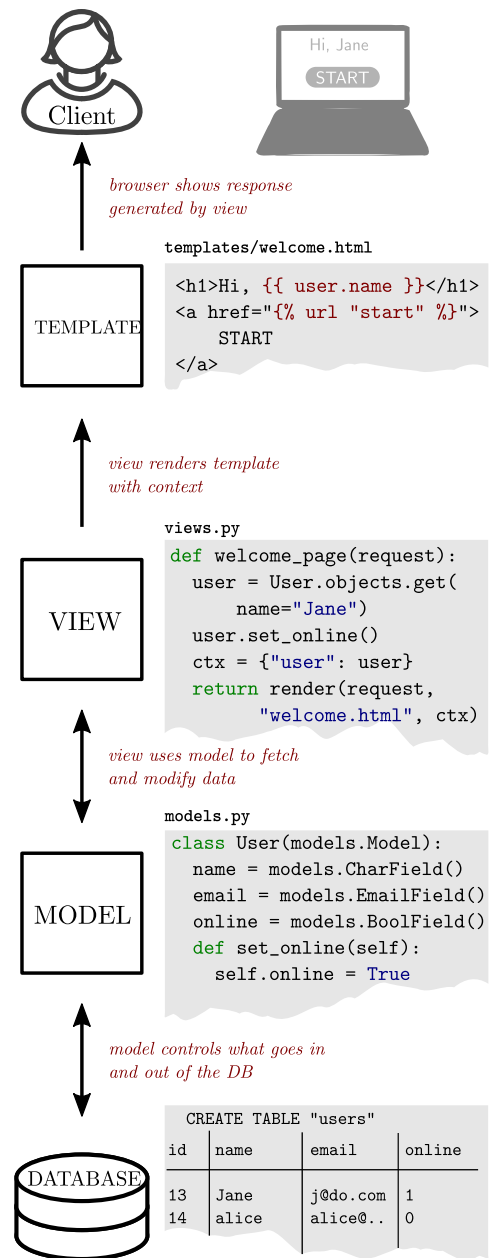 Hi, Jane
START
Client
browser shows response
generated by view
templates/welcome.html
TEMPLATE
<h1>Hi, {{ user.name }}</h1>
<a href="{% url "start" %}">
    START
</a>
view renders template
with context
views.py
VIEW
def welcome_page(request):
  user = User.objects.get(
      name="Jane")
  user.set_online()
  ctx = {"user": user}
  return render(request,
        "welcome.html", ctx)
view uses model to fetch
and modify data
models.py
MODEL
class User(models.Model):
  name = models.CharField()
  email = models.EmailField()
  online = models.BoolField()
  def set_online(self):
    self.online = True
model controls what goes in
and out of the DB
DATABASE
CREATE TABLE "users"
id name email online
13 Jane j@do.com 1
14 alice alice@.. 0